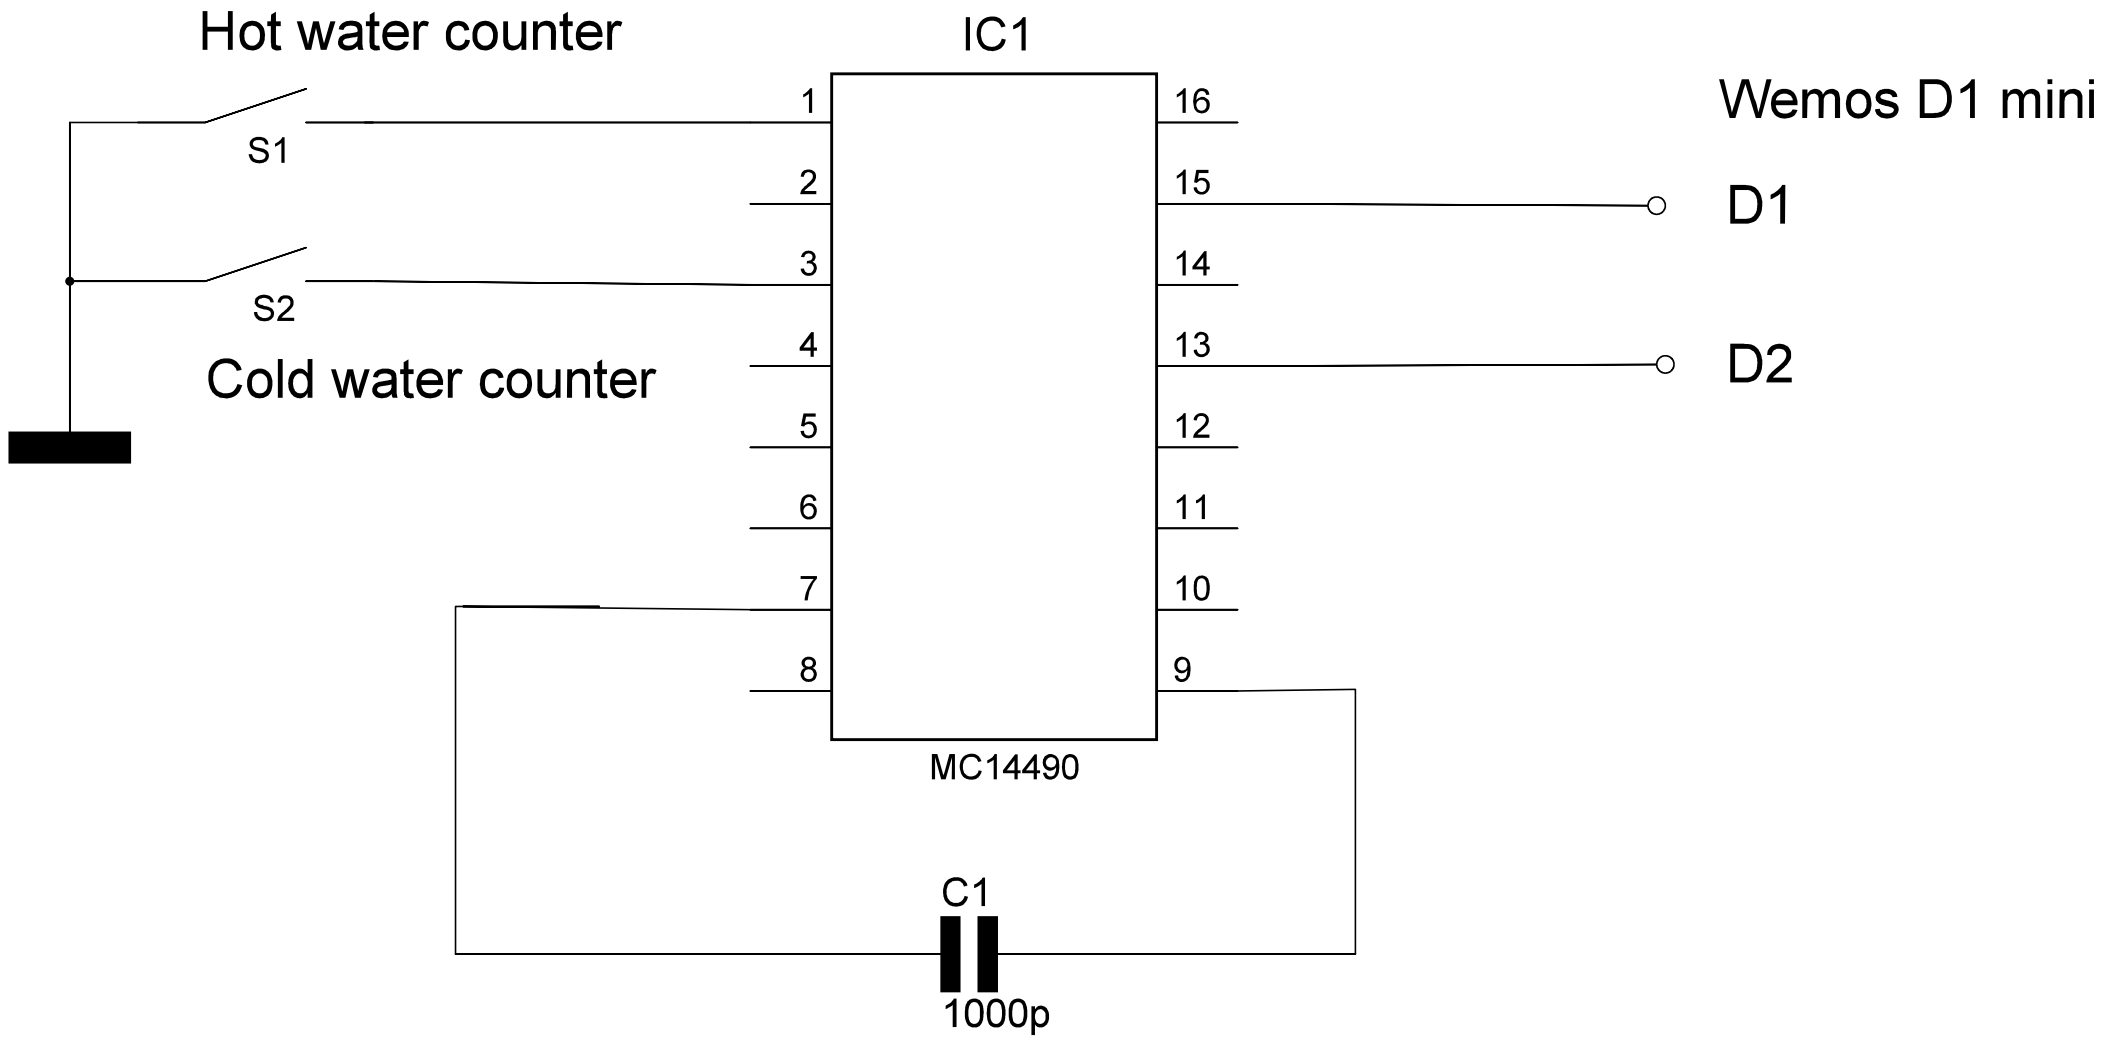 Hot water counter
IC1
Wemos D1 mini
1
16
S1
2
15
D1
3
14
S2
4
13
D2
Cold water counter
5
12
6
11
7
10
8
9
MC14490
C1
1000p